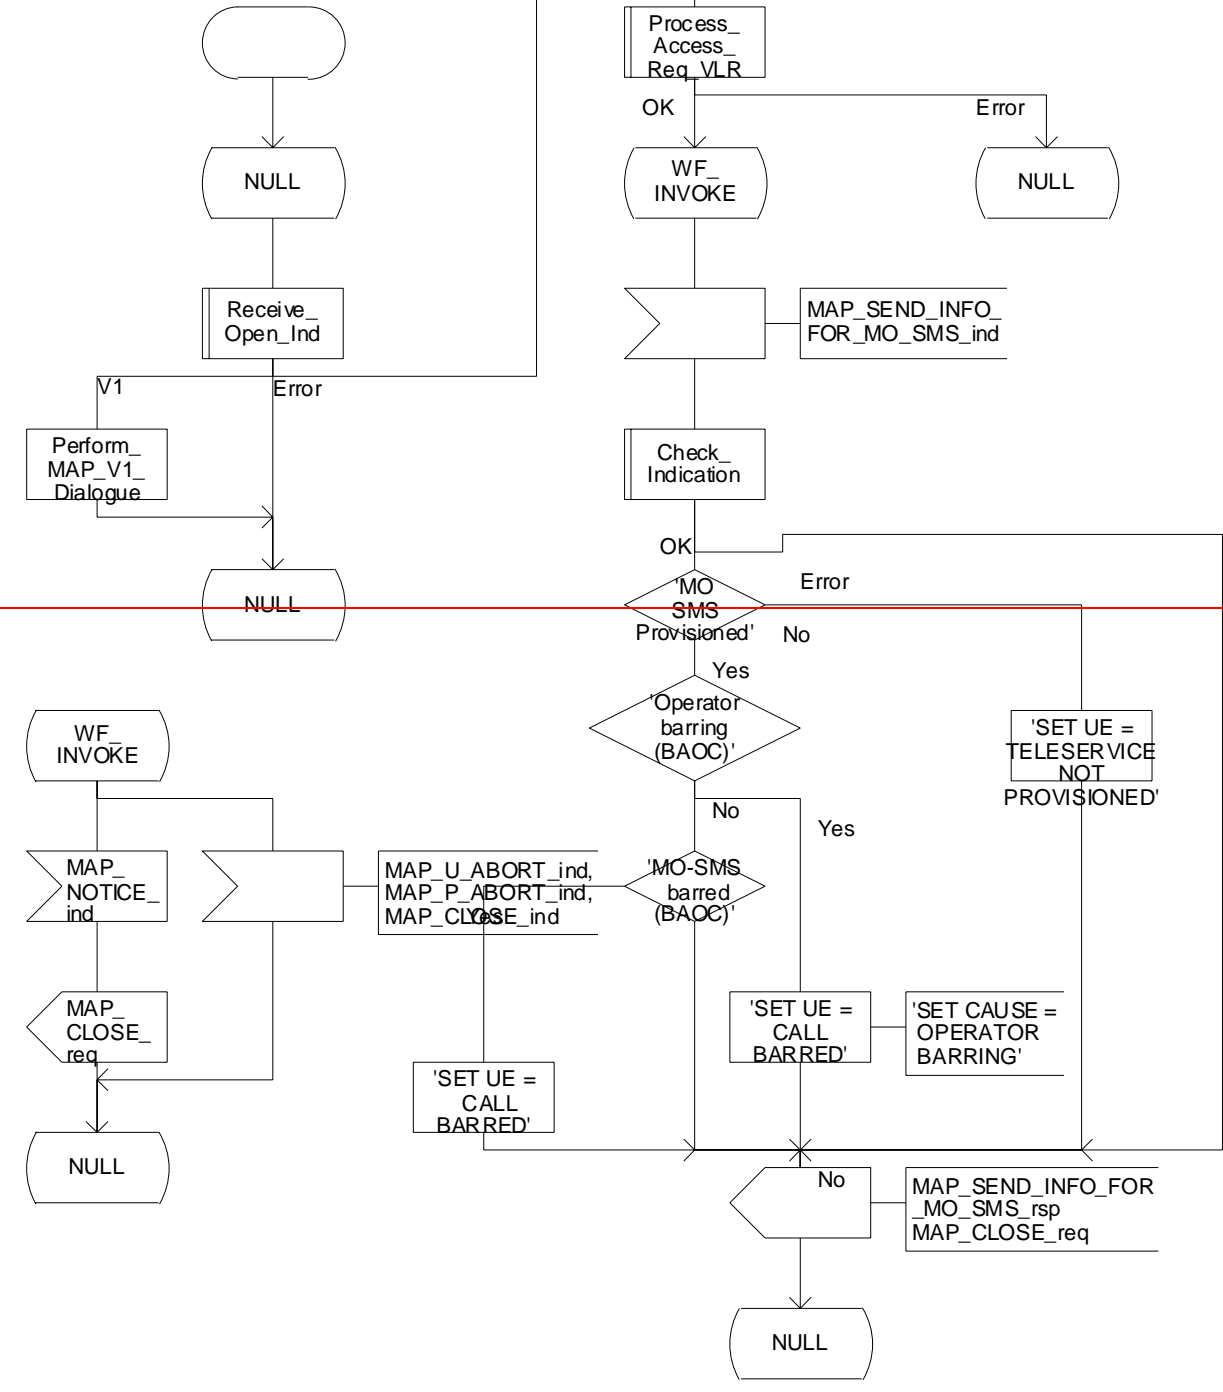 Process_
Access_
Req_VLR
OK
Error
NULL
WF_
INVOKE
NULL
Receive_
Open_Ind
MAP_SEND_INFO_
FOR_MO_SMS_ind
V1
Error
Perform_
MAP_V1_
Dialogue
Check_
Indication
OK
Error
'MO
SMS
Provisioned'
No
NULL
Yes
'Operator
barring
(BAOC)'
WF_
INVOKE
'SET UE =
TELESERVICE
NOT
PROVISIONED'
No
Yes
MAP_
NOTICE_
ind
MAP_U_ABORT_ind,
MAP_P_ABORT_ind,
MAP_CLOSE_ind
Yes
'MO-SMS
barred
(BAOC)'
MAP_
CLOSE_
req
'SET UE =
CALL
BARRED'
'SET CAUSE =
OPERATOR
BARRING'
'SET UE =
CALL
BARRED'
NULL
No
MAP_SEND_INFO_FOR
_MO_SMS_rsp
MAP_CLOSE_req
NULL